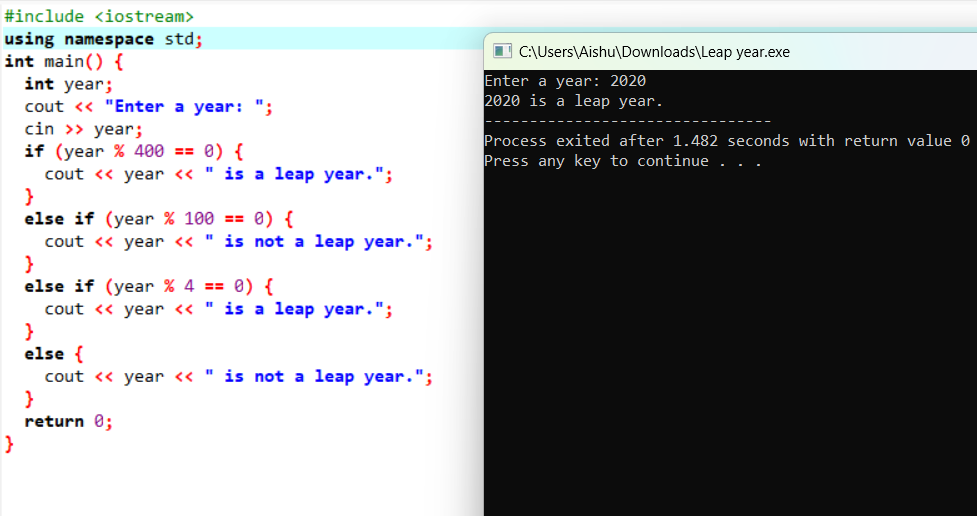 #include <iostream>
using namespace std;
int main() {
  int year;
  cout << "Enter a year: ";
  cin >> year;
  if (year % 400 == 0) {
    cout << year << " is a leap year.";
  }
  else if (year % 100 == 0) {
    cout << year << " is not a leap year.";
  }
  else if (year % 4 == 0) {
    cout << year << " is a leap year.";
  }
  else {
    cout << year << " is not a leap year.";
  }
  return 0;
}
C:\Users\Aishu\Downloads\Leap year.exe
Enter a year: 2020
2020 is a leap year.
--------------------------------
Process exited after 1.482 seconds with return value 0
Press any key to continue . . .